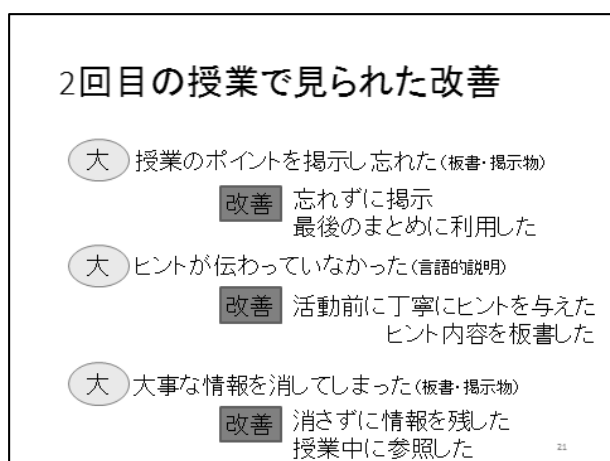 2回目の授業で見られた改善
大 授業のポイントを掲示し忘れた(板書・掲示物)
改善 忘れずに掲示
最後のまとめに利用した
大 ヒントが伝わっていなかった(言語的説明)
改善 活動前に丁寧にヒントを与えた
ヒント内容を板書した
大 大事な情報を消してしまった(板書・掲示物)
改善 消さずに情報を残した
授業中に参照した
21